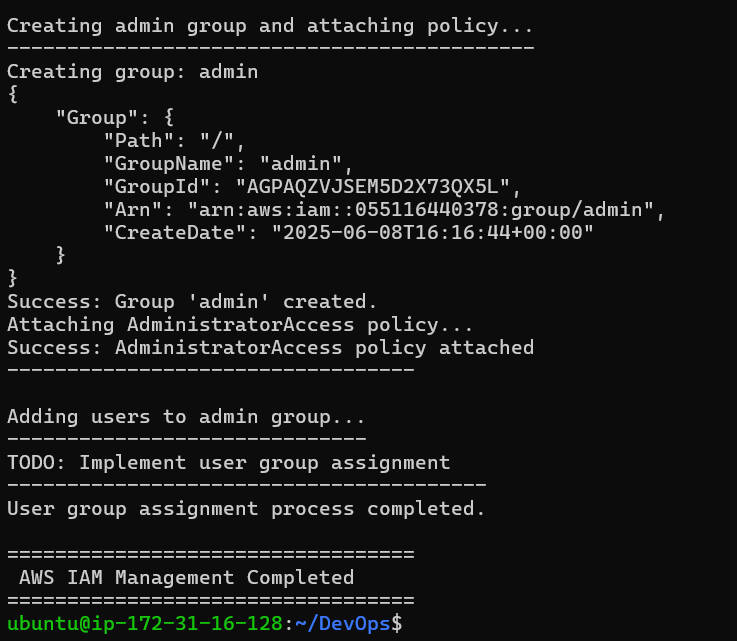 Creating admin group and attaching policy...
--------------------------------------------
Creating group: admin
{
    "Group": {
        "Path": "/",
        "GroupName": "admin",
        "GroupId": "AGPAQZVJSEM5D2X73QX5L",
        "Arn": "arn:aws:iam::055116440378:group/admin",
        "CreateDate": "2025-06-08T16:16:44+00:00"
    }
}
Success: Group 'admin' created.
Attaching AdministratorAccess policy...
Success: AdministratorAccess policy attached
----------------------------------
Adding users to admin group...
------------------------------
TODO: Implement user group assignment
----------------------------------------
User group assignment process completed.
==================================
 AWS IAM Management Completed
==================================
ubuntu@ip-172-31-16-128:~/DevOps$